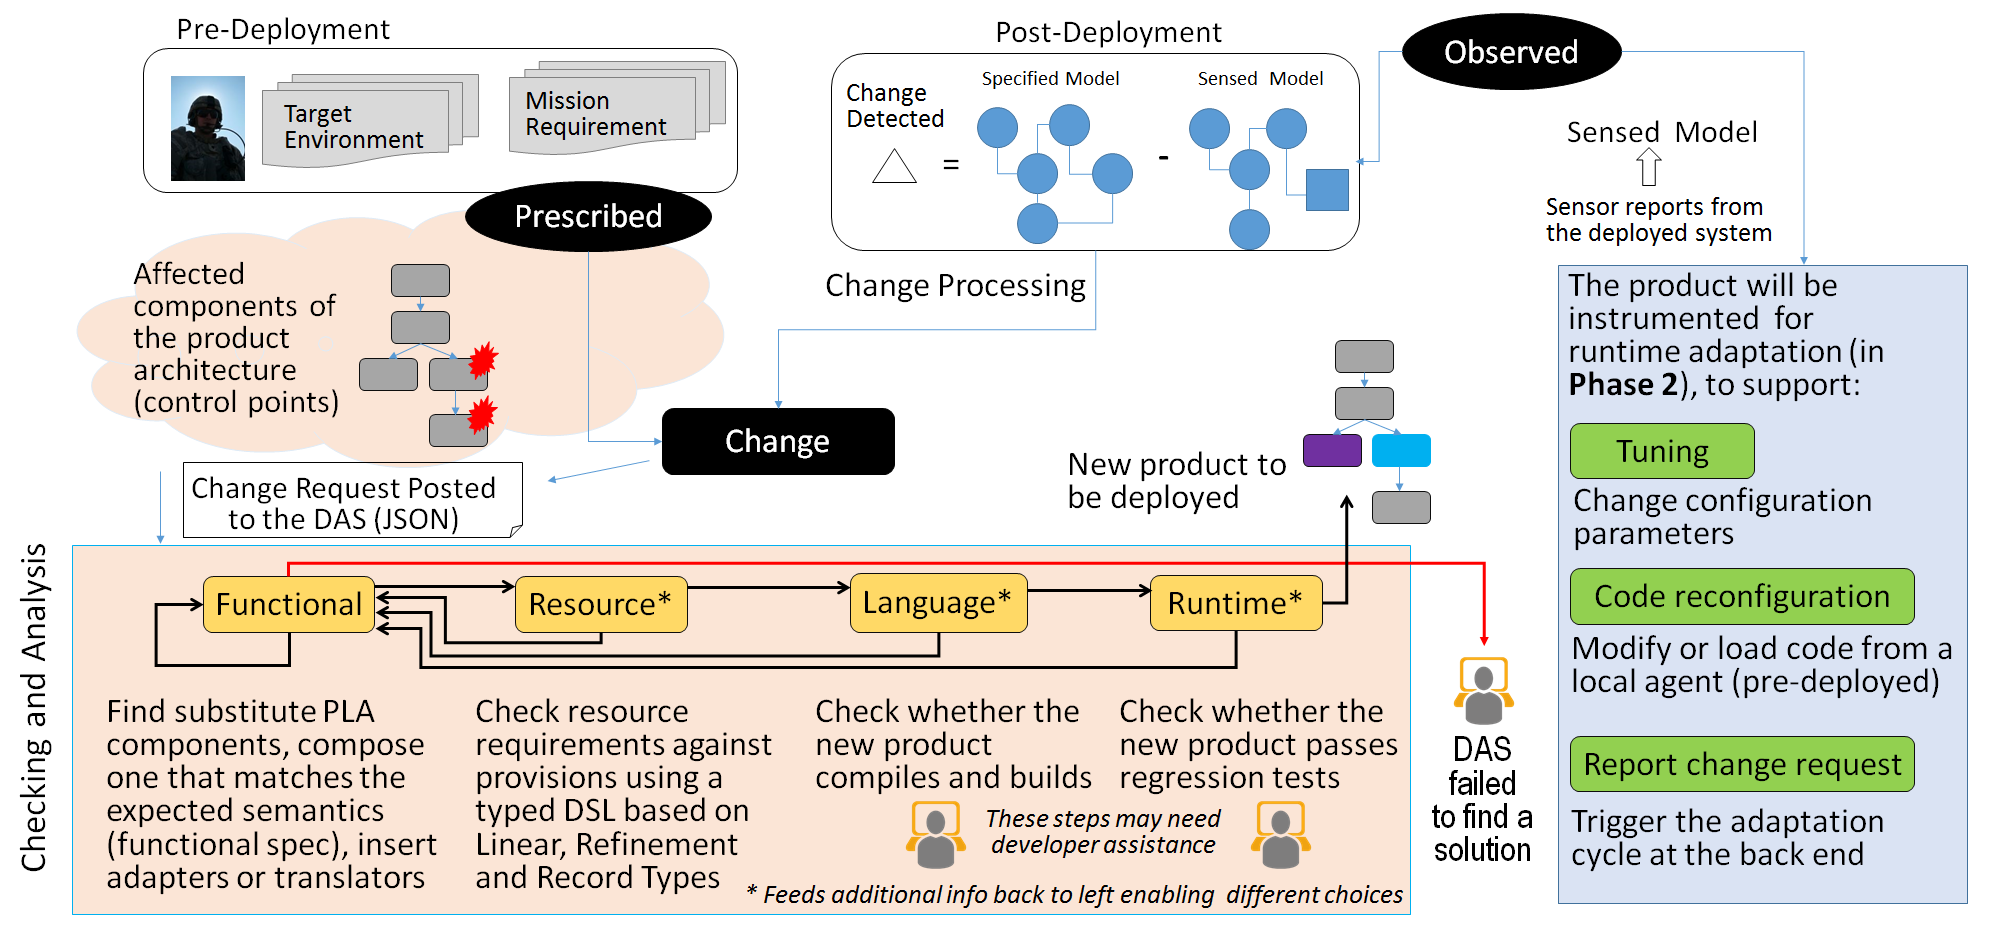 Pre-Deployment
Target
Environment
Mission
Requirement
Prescribed
Post-Deployment
Change
Detected
=
Specified Model
-
Sensed Model
Observed
Sensed Model
Sensor reports from
the deployed system
Affected
components of
the product
architecture
(control points)
Change Processing
Change
Change Request Posted
to the DAS (JSON)
New product to
be deployed
The product will be
instrumented for
runtime adaptation (in
Phase 2), to support:
Tuning
Change configuration
parameters
Code reconfiguration
Modify or load code from a
local agent (pre-deployed)
Report change request
Trigger the adaptation
cycle at the back end
Checking and Analysis
Functional
Resource*
Language*
Runtime*
Find substitute PLA
components, compose
one that matches the
expected semantics
(functional spec), insert
adapters or translators
Check resource
requirements against
provisions using a
typed DSL based on
Linear, Refinement
and Record Types
Check whether the
new product
compiles and builds
Check whether the
new product passes
regression tests
These steps may need
developer assistance
* Feeds additional info back to left enabling different choices
DAS
failed
to find a
solution